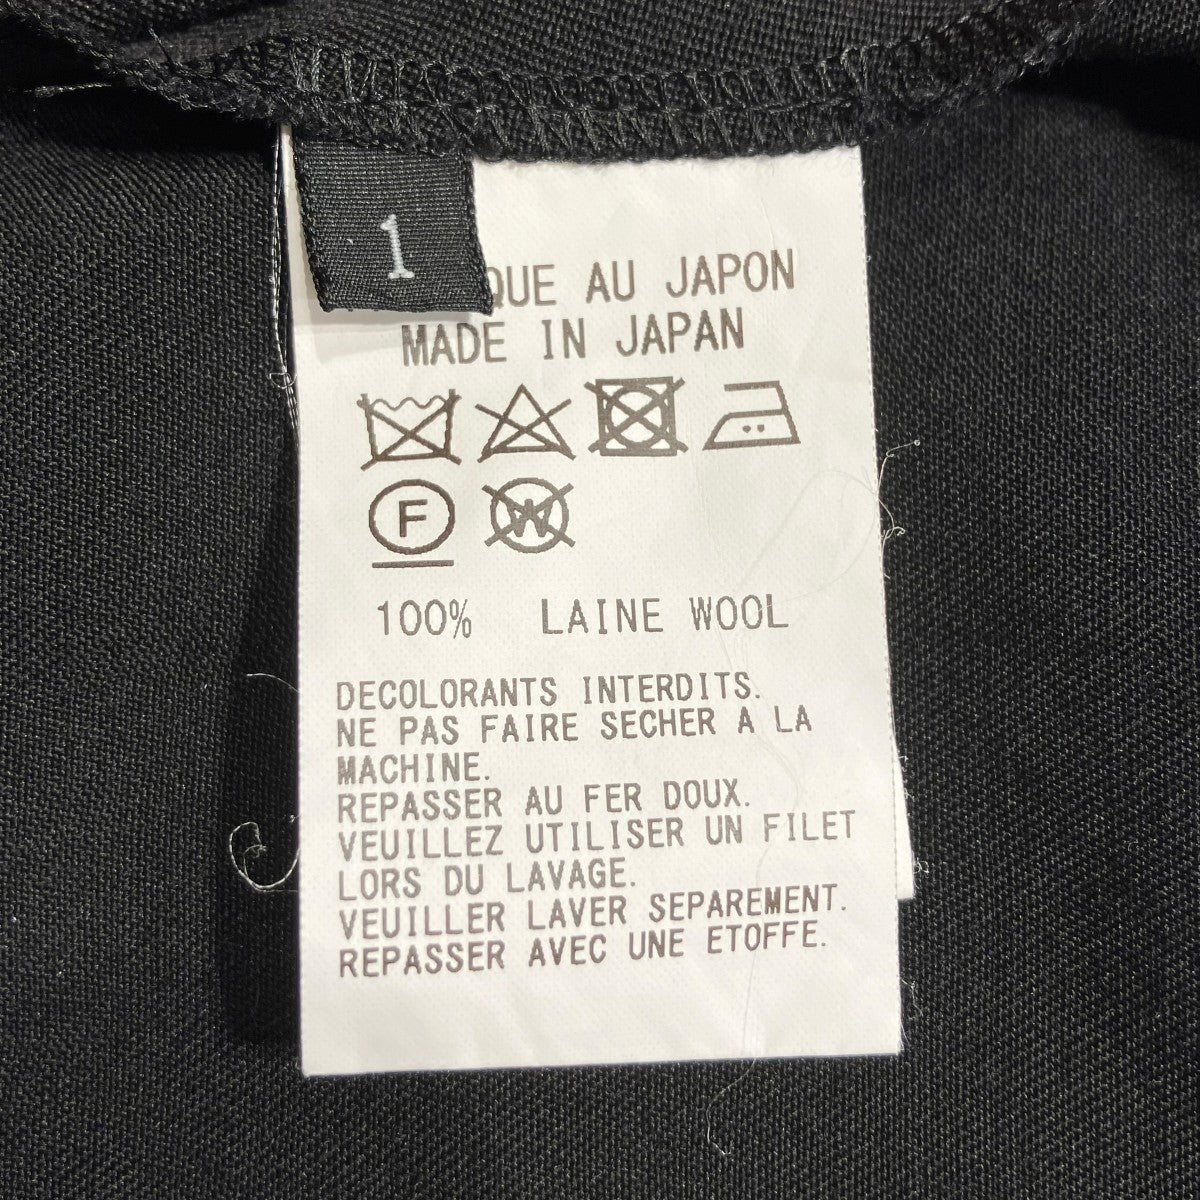 1
AU JAPON
MADE IN JAPAN
F
W
100% LAINE WOOL
DECOLORANTS INTERDITS.
NE PAS FAIRE SECHER A LA
MACHINE.
REPASSER AU FER DOUX.
VEUILLEZ UTILISER UN FILET
LORS DU LAVAGE.
VEUILLER LAVER SEPAREMENT.
REPASSER AVEC UNE ETOFFE.